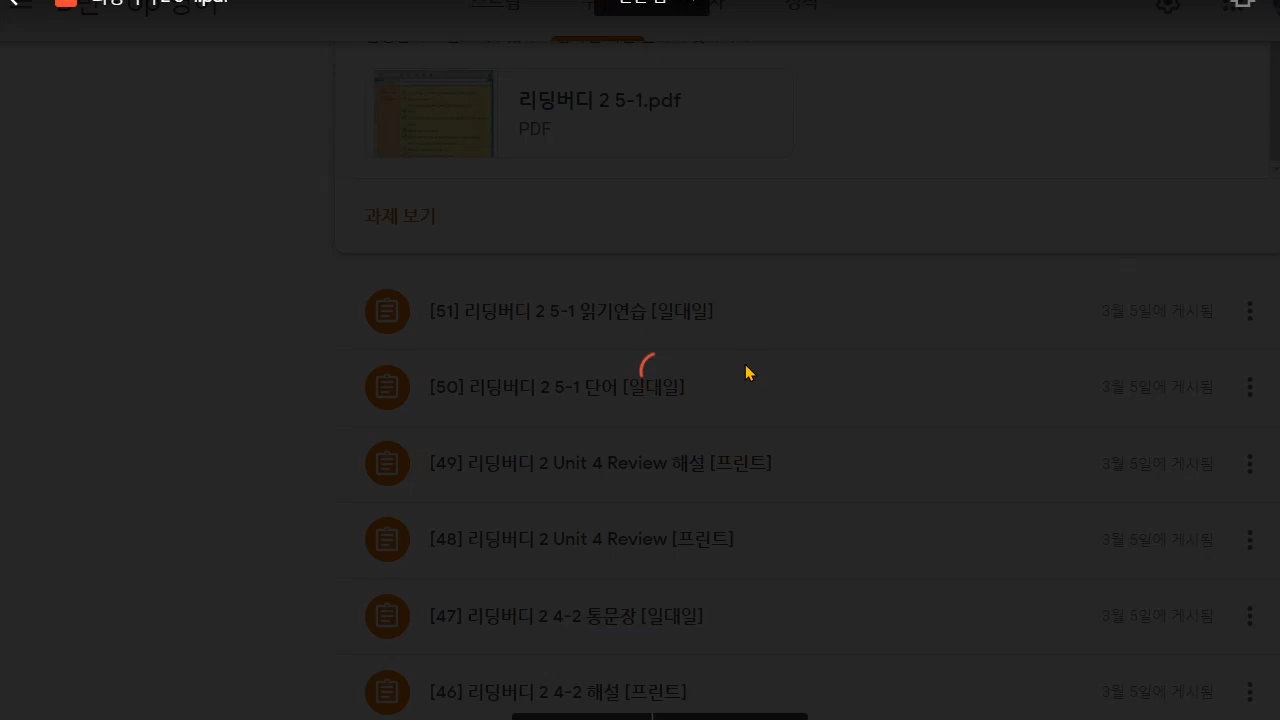 리딩버디 2 5-1.pdf
PDF
과제 보기
[51] 리딩버디 2 5-1 읽기연습 [일대일]
3월 5일에 게시됨
[50] 리딩버디 2 5-1 단어 [일대일]
3월 5일에 게시됨
[49] 리딩버디 2 Unit 4 Review 해설 [프린트]
3월 5일에 게시됨
[48] 리딩버디 2 Unit 4 Review [프린트]
3월 5일에 게시됨
[47] 리딩버디 2 4-2 통문장 [일대일]
3월 5일에 게시됨
[46] 리딩버디 2 4-2 해설 [프린트]
3월 5일에 게시됨